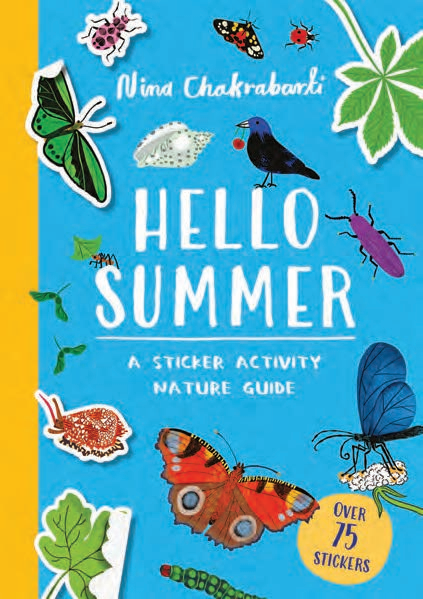 Nina Chakrabarti
HELLO
SUMMER
A STICKER ACTIVITY
NATURE GUIDE
OVER
75
STICKERS